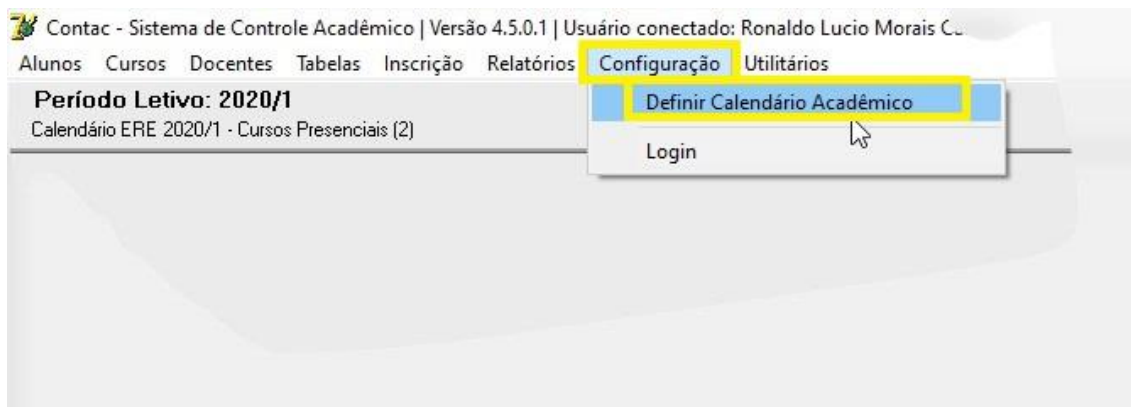 Contac - Sistema de Controle Acadêmico | Versão 4.5.0.1 | Usuário conectado: Ronaldo Lucio Morais
Alunos Cursos Docentes Tabelas Inscrição Relatórios Configuração Utilitários
Período Letivo: 2020/1
Definir Calendário Acadêmico
Calendário ERE 2020/1 - Cursos Presenciais (2)
Login